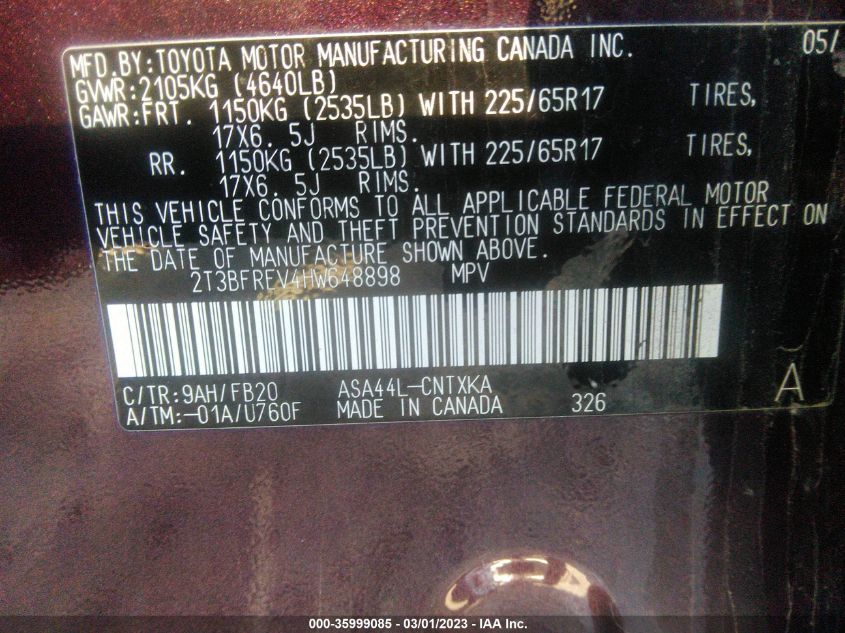 MFD.BY:TOYOTA MOTOR MANUFACTURING CANADA INC. 05/
GVWR:2105KG (4640LB)
GAWR:FRT. 1150KG (2535LB) WITH 225/65R17 TIRES,
17X6. 5J RIMS.
RR. 1150KG (2535LB) WITH 225/65R17 TIRES,
17X6. 5J RIMS.
THIS VEHICLE CONFORMS TO ALL APPLICABLE FEDERAL MOTOR
VEHICLE SAFETY AND THEFT PREVENTION STANDARDS IN EFFECT ON
THE DATE OF MANUFACTURE SHOWN ABOVE.
2T3BFREV4HW648898 MPV
C/TR:9AH/FB20 ASA44L-CNTXKA
A/TM:-01A/U760F MADE IN CANADA 326 A
000-35999085 - 03/01/2023 - IAA Inc.